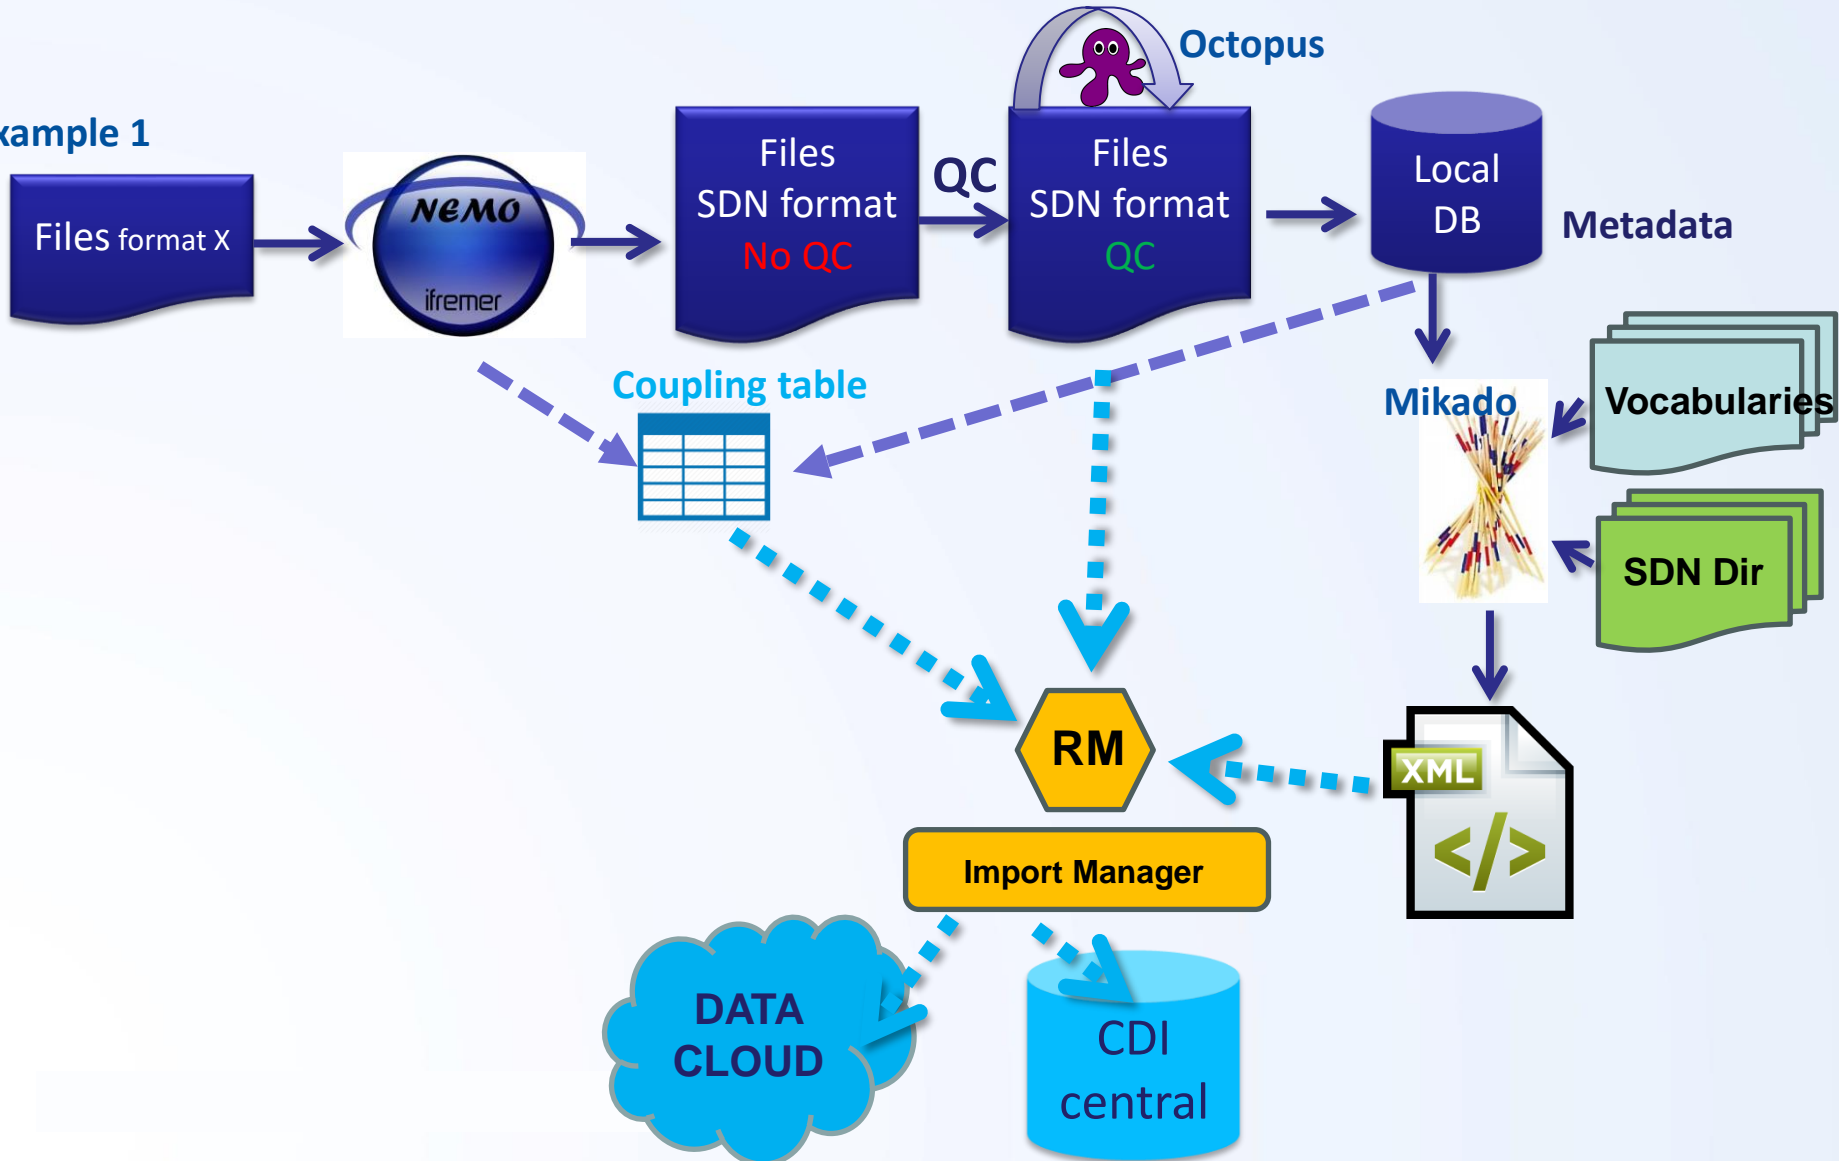 Octopus
xample 1
Files format X
NEMO
ifremer
Files
SDN format
No QC
QC
Files
SDN format
QC
Local
DB
Metadata
Coupling table
Mikado
Vocabularies
SDN Dir
RM
XML
</>
Import Manager
DATA
CLOUD
CDI
central